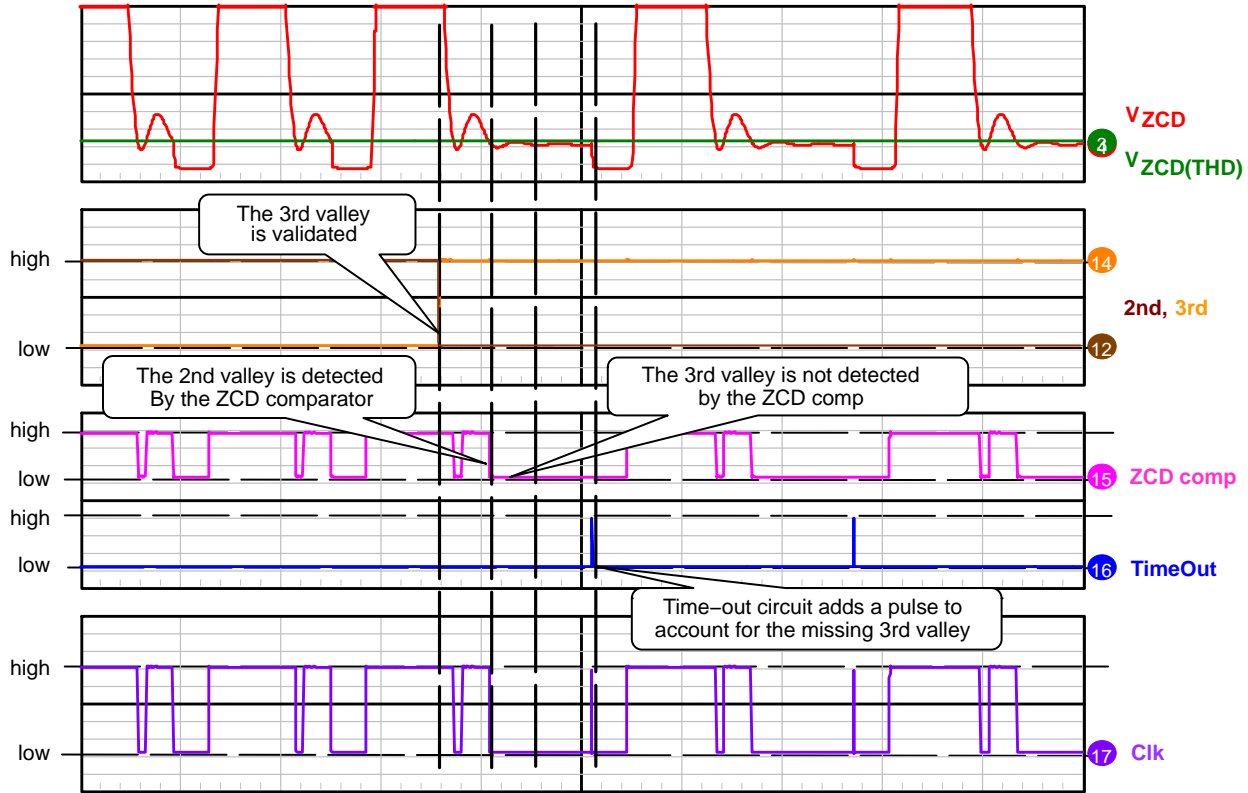 V ZCD
3
4
V ZCD(THD)
The 3rd valley
is validated
high
14
2nd, 3rd
low
12
The 2nd valley is detected
By the ZCD comparator
The 3rd valley is not detected
by the ZCD comp
high
low
15 ZCD comp
high
low
16 TimeOut
Time−out circuit adds a pulse to
account for the missing 3rd valley
high
low
17 Clk